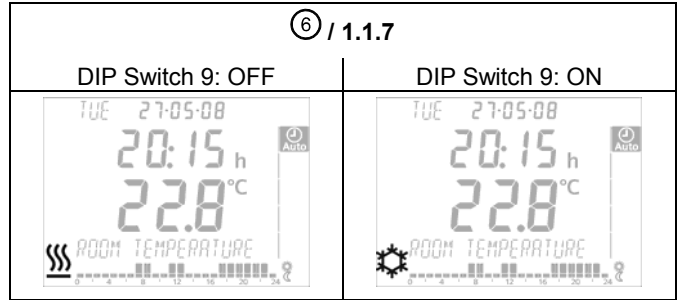 6 / 1.1.7
DIP Switch 9: OFF
DIP Switch 9: ON
TUE 27-05-08
20:15 h
Auto
22.8 °C
ROOM TEMPERATURE
0 4 8 12 16 20 24
TUE 27-05-08
20:15 h
Auto
22.8 °C
ROOM TEMPERATURE
0 4 8 12 16 20 24